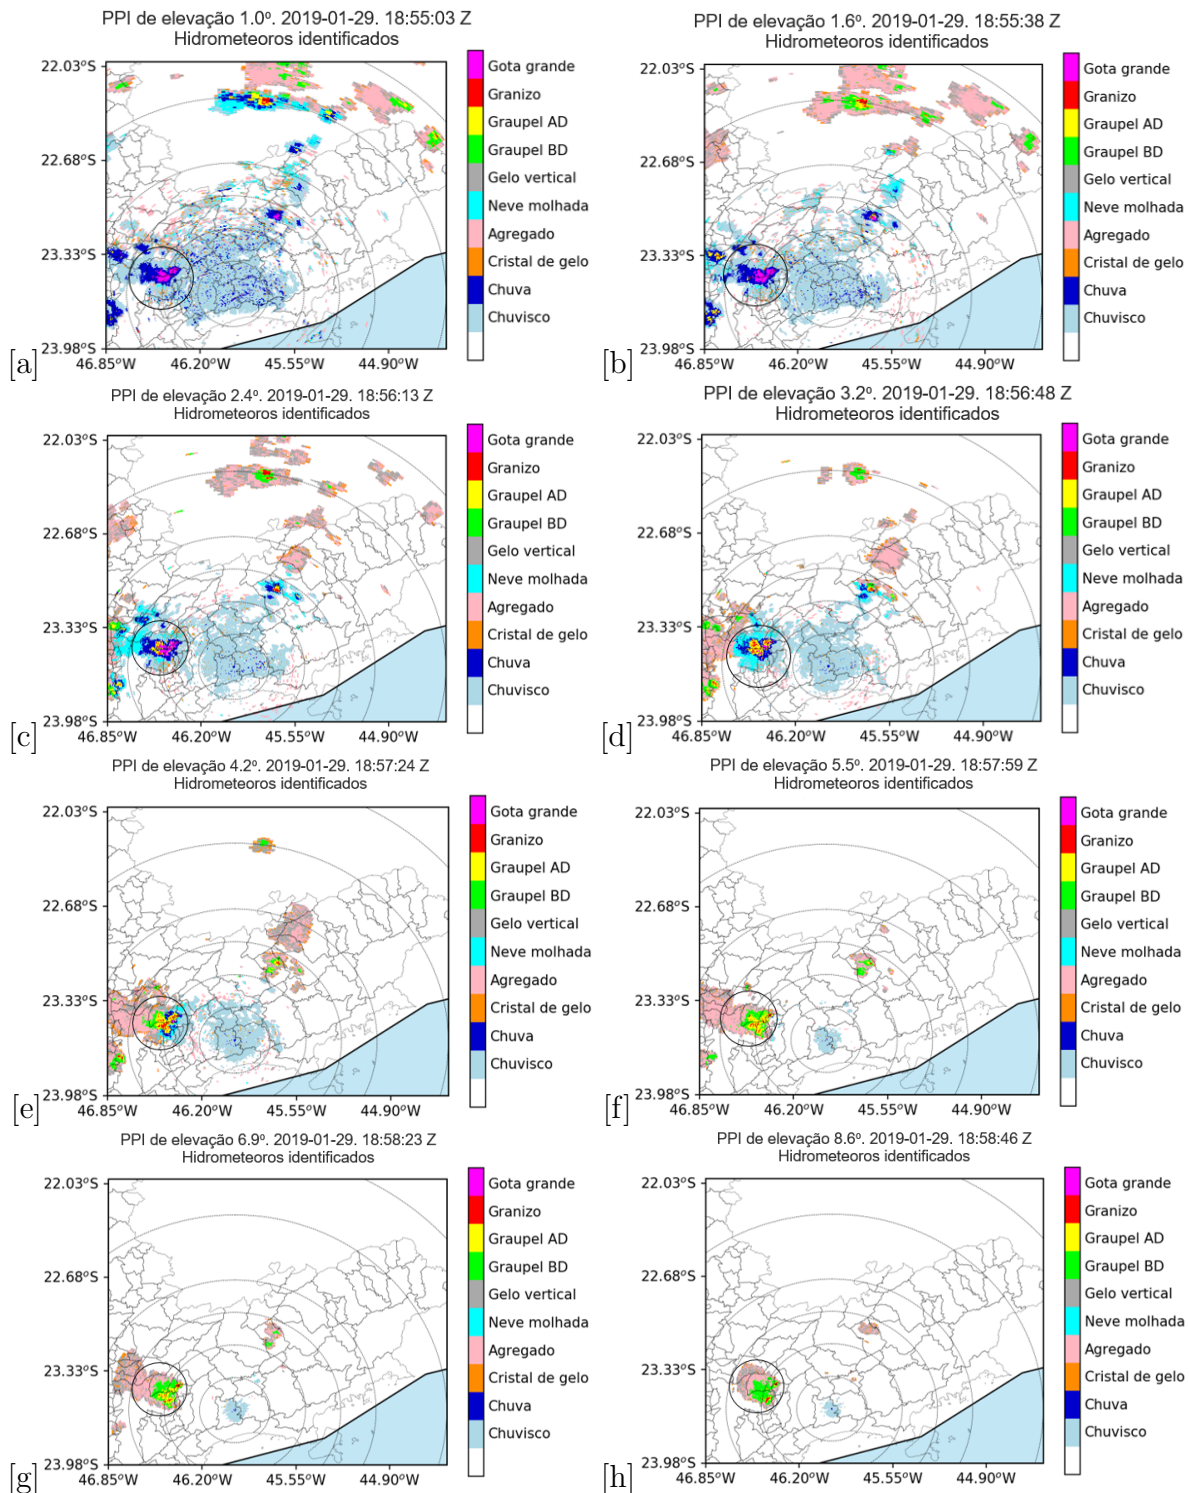 PPI de elevação 1.0º. 2019-01-29. 18:55:03 Z
Hidrometeoros identificados
22.03ºS
22.68ºS
23.33ºS
23.98ºS
46.85ºW 46.20ºW 45.55ºW 44.90ºW
Gota grande
Granizo
Graupel AD
Graupel BD
Gelo vertical
Neve molhada
Agregado
Cristal de gelo
Chuva
Chuvisco
[a]
PPI de elevação 1.6º. 2019-01-29. 18:55:38 Z
Hidrometeoros identificados
22.03ºS
22.68ºS
23.33ºS
23.98ºS
46.85ºW 46.20ºW 45.55ºW 44.90ºW
Gota grande
Granizo
Graupel AD
Graupel BD
Gelo vertical
Neve molhada
Agregado
Cristal de gelo
Chuva
Chuvisco
[b]
PPI de elevação 2.4º. 2019-01-29. 18:56:13 Z
Hidrometeoros identificados
22.03ºS
22.68ºS
23.33ºS
23.98ºS
46.85ºW 46.20ºW 45.55ºW 44.90ºW
Gota grande
Granizo
Graupel AD
Graupel BD
Gelo vertical
Neve molhada
Agregado
Cristal de gelo
Chuva
Chuvisco
[c]
PPI de elevação 3.2º. 2019-01-29. 18:56:48 Z
Hidrometeoros identificados
22.03ºS
22.68ºS
23.33ºS
23.98ºS
46.85ºW 46.20ºW 45.55ºW 44.90ºW
Gota grande
Granizo
Graupel AD
Graupel BD
Gelo vertical
Neve molhada
Agregado
Cristal de gelo
Chuva
Chuvisco
[d]
PPI de elevação 4.2º. 2019-01-29. 18:57:24 Z
Hidrometeoros identificados
22.03ºS
22.68ºS
23.33ºS
23.98ºS
46.85ºW 46.20ºW 45.55ºW 44.90ºW
Gota grande
Granizo
Graupel AD
Graupel BD
Gelo vertical
Neve molhada
Agregado
Cristal de gelo
Chuva
Chuvisco
[e]
PPI de elevação 5.5º. 2019-01-29. 18:57:59 Z
Hidrometeoros identificados
22.03ºS
22.68ºS
23.33ºS
23.98ºS
46.85ºW 46.20ºW 45.55ºW 44.90ºW
Gota grande
Granizo
Graupel AD
Graupel BD
Gelo vertical
Neve molhada
Agregado
Cristal de gelo
Chuva
Chuvisco
[f]
PPI de elevação 6.9º. 2019-01-29. 18:58:23 Z
Hidrometeoros identificados
22.03ºS
22.68ºS
23.33ºS
23.98ºS
46.85ºW 46.20ºW 45.55ºW 44.90ºW
Gota grande
Granizo
Graupel AD
Graupel BD
Gelo vertical
Neve molhada
Agregado
Cristal de gelo
Chuva
Chuvisco
[g]
PPI de elevação 8.6º. 2019-01-29. 18:58:46 Z
Hidrometeoros identificados
22.03ºS
22.68ºS
23.33ºS
23.98ºS
46.85ºW 46.20ºW 45.55ºW 44.90ºW
Gota grande
Granizo
Graupel AD
Graupel BD
Gelo vertical
Neve molhada
Agregado
Cristal de gelo
Chuva
Chuvisco
[h]